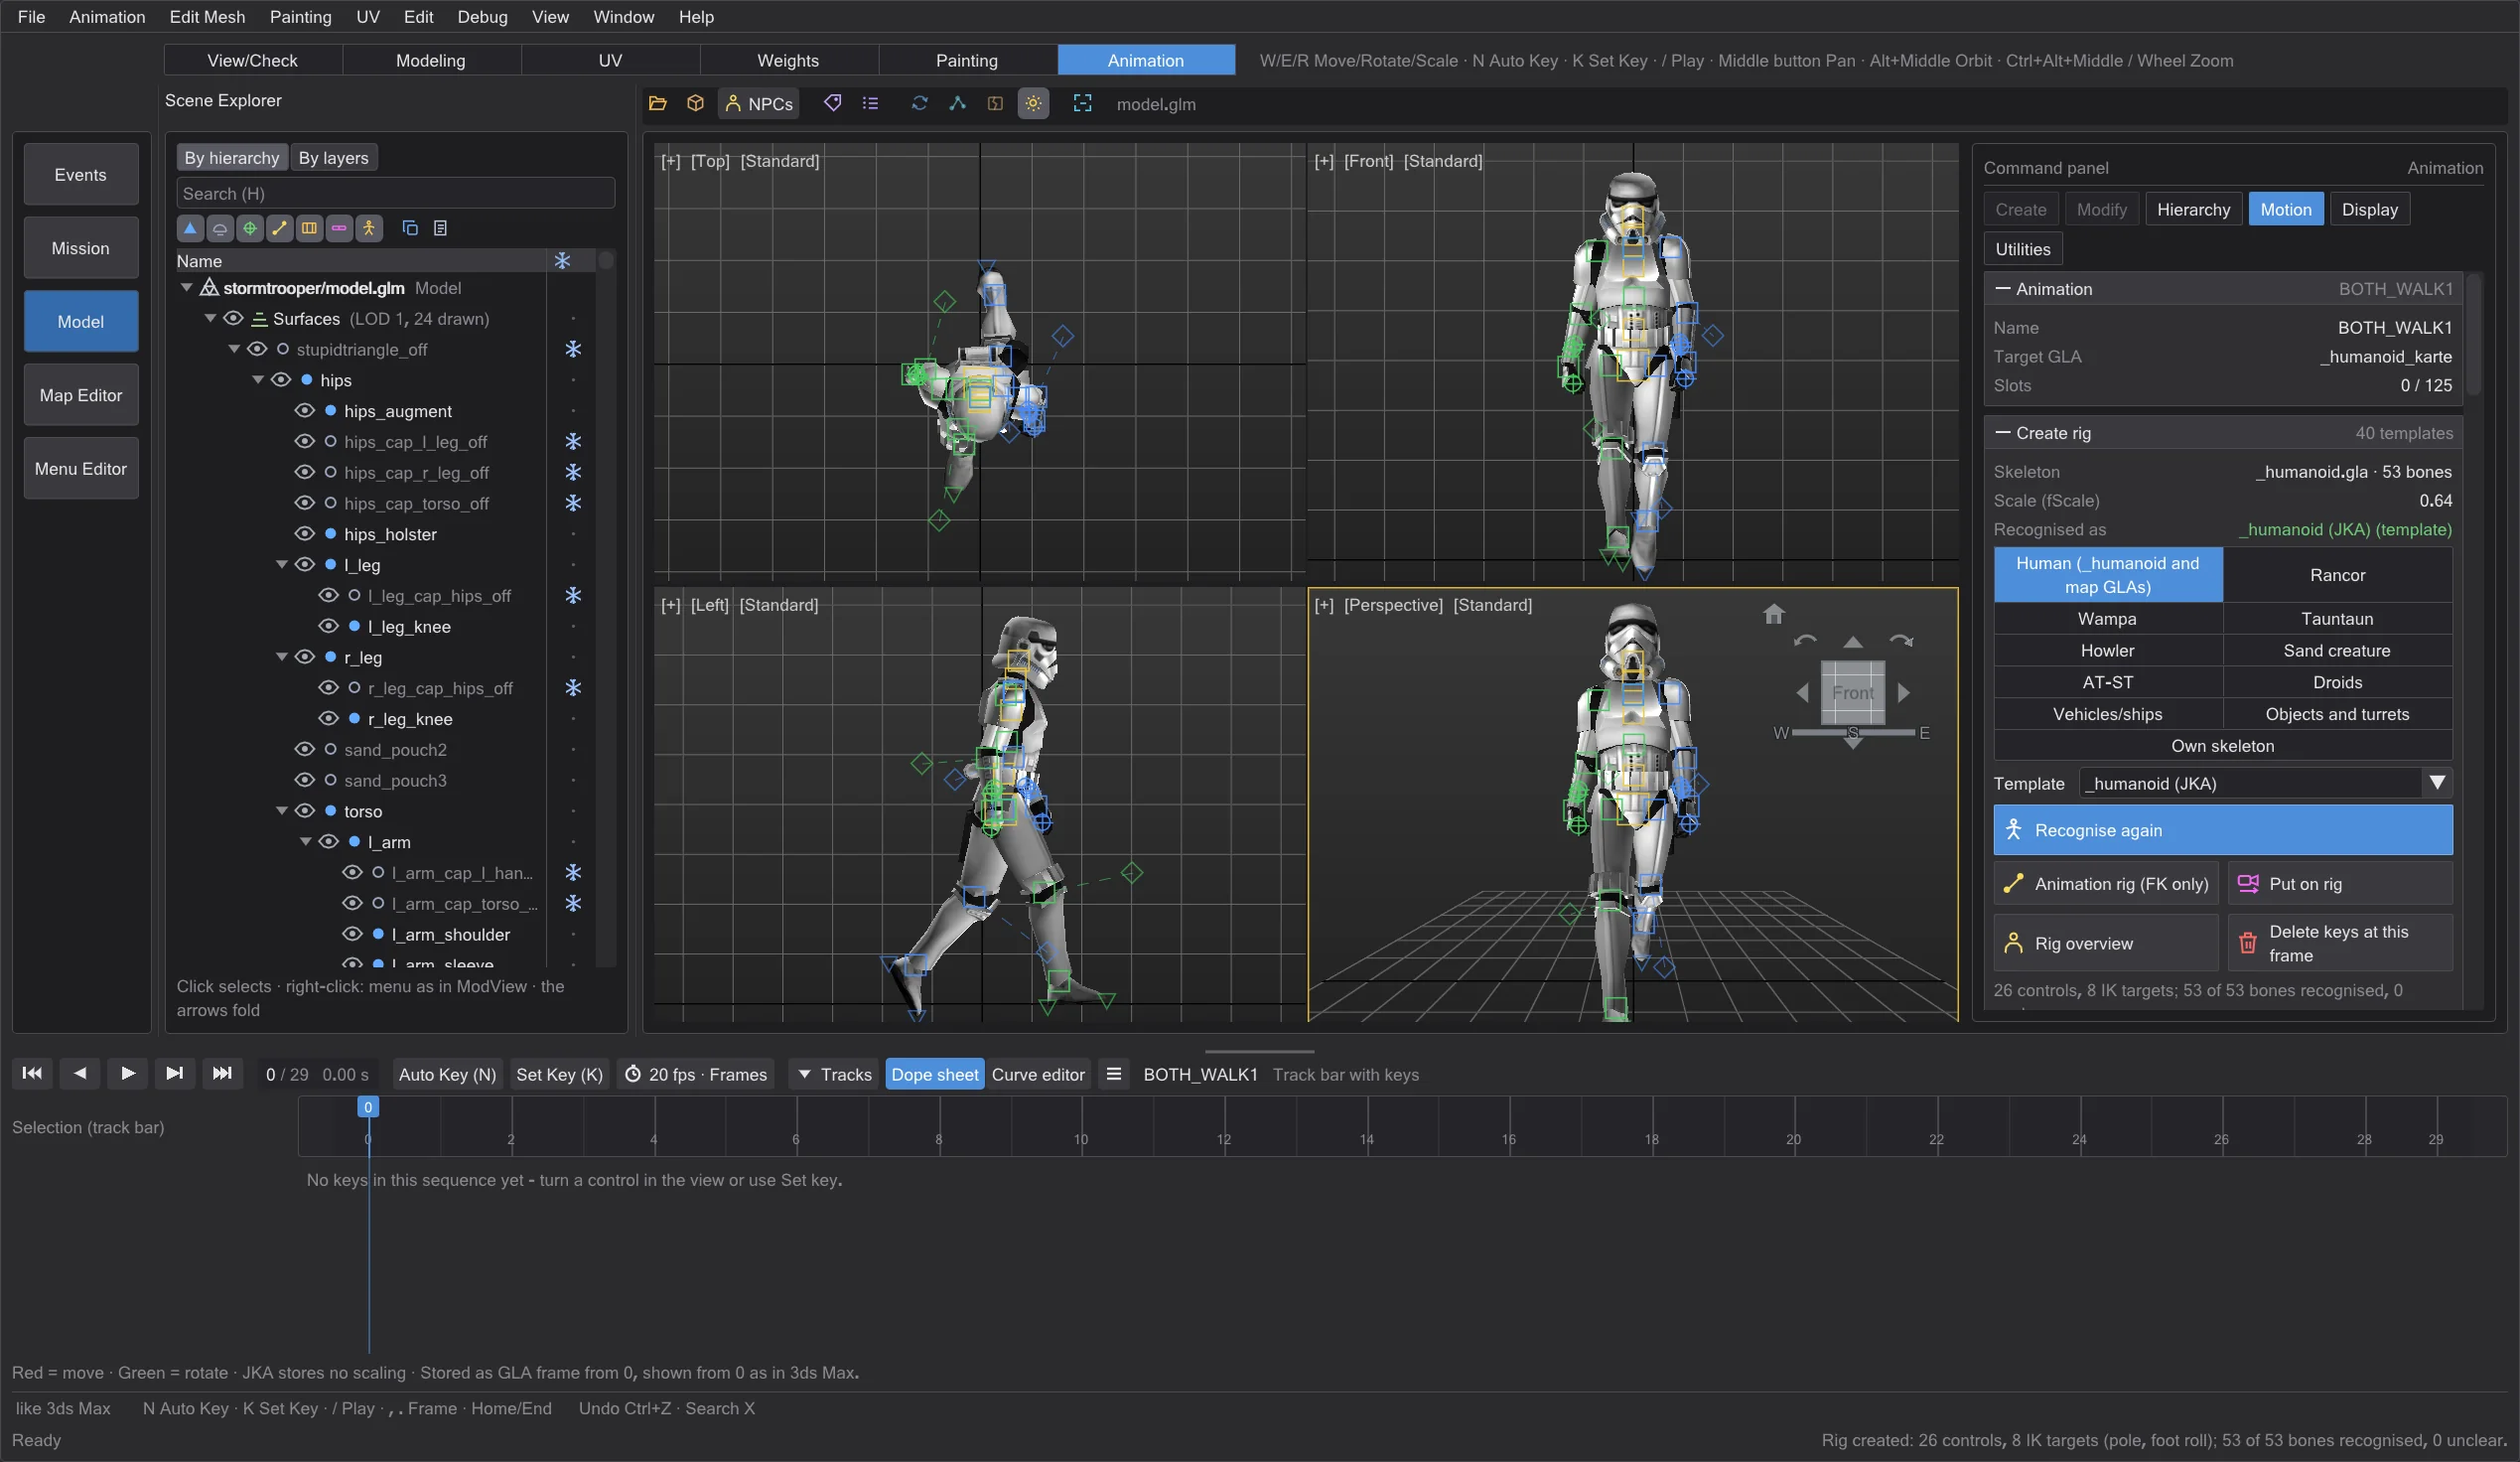 File Animation Edit Mesh Painting UV Edit Debug View Window Help
View/Check Modeling UV Weights Painting Animation W/E/R Move/Rotate/Scale · N Auto Key · K Set Key · / Play · Middle button Pan · Alt+Middle Orbit · Ctrl+Alt+Middle / Wheel Zoom
Scene Explorer
NPCs model.glm
Events
Mission
Model
Map Editor
Menu Editor
By hierarchy By layers
Search (H)
Name
stormtrooper/model.glm Model
Surfaces (LOD 1, 24 drawn)
stupidtriangle_off
hips
hips_augment
hips_cap_l_leg_off
hips_cap_r_leg_off
hips_cap_torso_off
hips_holster
l_leg
l_leg_cap_hips_off
l_leg_knee
r_leg
r_leg_cap_hips_off
r_leg_knee
sand_pouch2
sand_pouch3
torso
l_arm
l_arm_cap_l_han...
l_arm_cap_torso_...
l_arm_shoulder
l_arm_sleeve
Click selects · right-click: menu as in ModView · the
arrows fold
[+] [Top] [Standard]
[+] [Front] [Standard]
[+] [Left] [Standard]
[+] [Perspective] [Standard]
Front
W S E
Command panel Animation
Create Modify Hierarchy Motion Display
Utilities
Animation BOTH_WALK1
Name BOTH_WALK1
Target GLA _humanoid_karte
Slots 0 / 125
Create rig 40 templates
Skeleton _humanoid.gla · 53 bones
Scale (fScale) 0.64
Recognised as _humanoid (JKA) (template)
Human (_humanoid and
map GLAs)
Rancor
Wampa Tauntaun
Howler Sand creature
AT-ST Droids
Vehicles/ships Objects and turrets
Own skeleton
Template _humanoid (JKA)
Recognise again
Animation rig (FK only) Put on rig
Rig overview
Delete keys at this
frame
26 controls, 8 IK targets; 53 of 53 bones recognised, 0
0 / 29 0.00 s Auto Key (N) Set Key (K) 20 fps · Frames Tracks Dope sheet Curve editor BOTH_WALK1 Track bar with keys
0
Selection (track bar)
0 2 4 6 8 10 12 14 16 18 20 22 24 26 28 29
No keys in this sequence yet - turn a control in the view or use Set key.
Red = move · Green = rotate · JKA stores no scaling · Stored as GLA frame from 0, shown from 0 as in 3ds Max.
like 3ds Max N Auto Key · K Set Key · / Play · , . Frame · Home/End Undo Ctrl+Z · Search X
Ready
Rig created: 26 controls, 8 IK targets (pole, foot roll); 53 of 53 bones recognised, 0 unclear.